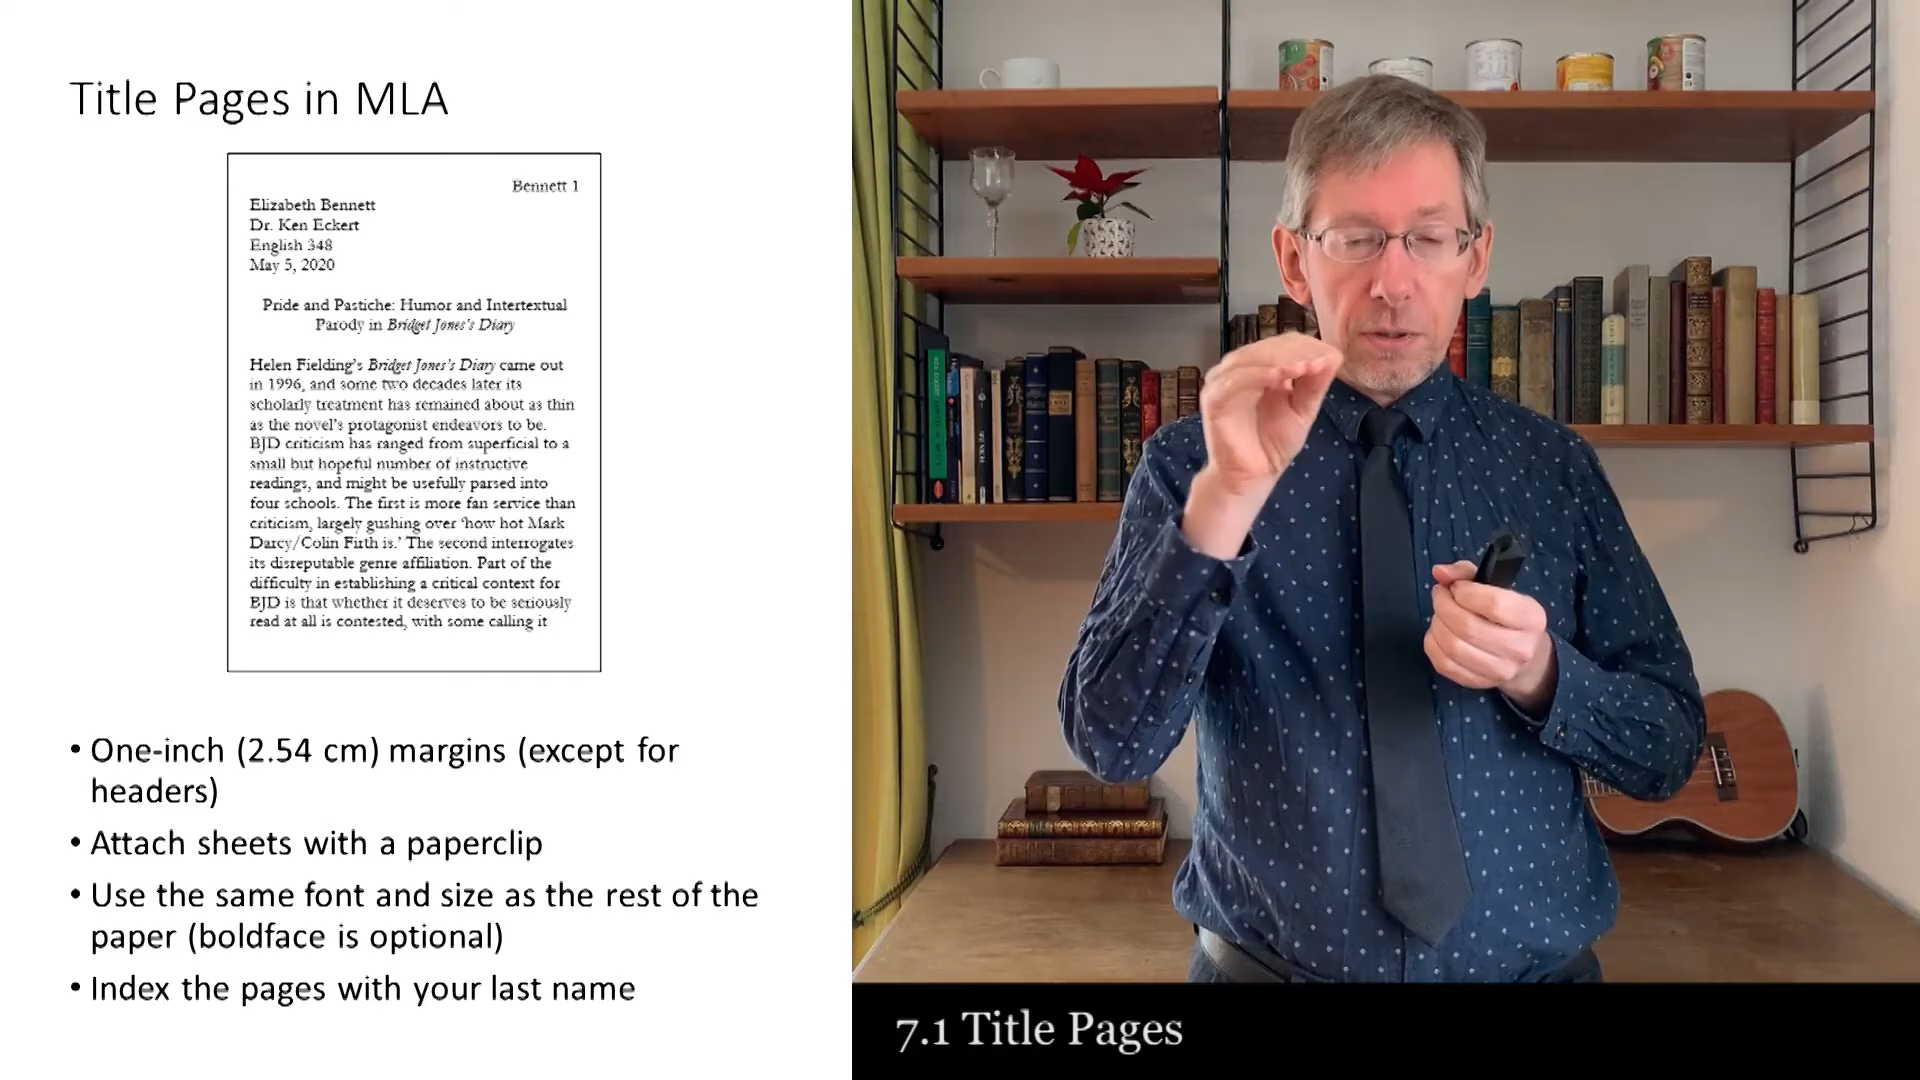 Title Pages in MLA
Bennett 1
Elizabeth Bennett
Dr. Ken Eckert
English 348
May 5, 2020
Pride and Pastiche: Humor and Intertextual
Parody in Bridget Jones's Diary
Helen Fielding's Bridget Jones's Diary came out
in 1996, and some two decades later its
scholarly treatment has remained about as thin
as the novel's protagonist endeavors to be.
BJD criticism has ranged from superficial to a
small but hopeful number of instructive
readings, and might be usefully parsed into
four schools. The first is more fan service than
criticism, largely gushing over 'how hot Mark
Darcy/Colin Firth is.' The second interrogates
its disreputable genre affiliation. Part of the
difficulty in establishing a critical context for
BJD is that whether it deserves to be seriously
read at all is contested, with some calling it
• One-inch (2.54 cm) margins (except for
headers)
• Attach sheets with a paperclip
• Use the same font and size as the rest of the
paper (boldface is optional)
• Index the pages with your last name
7.1 Title Pages